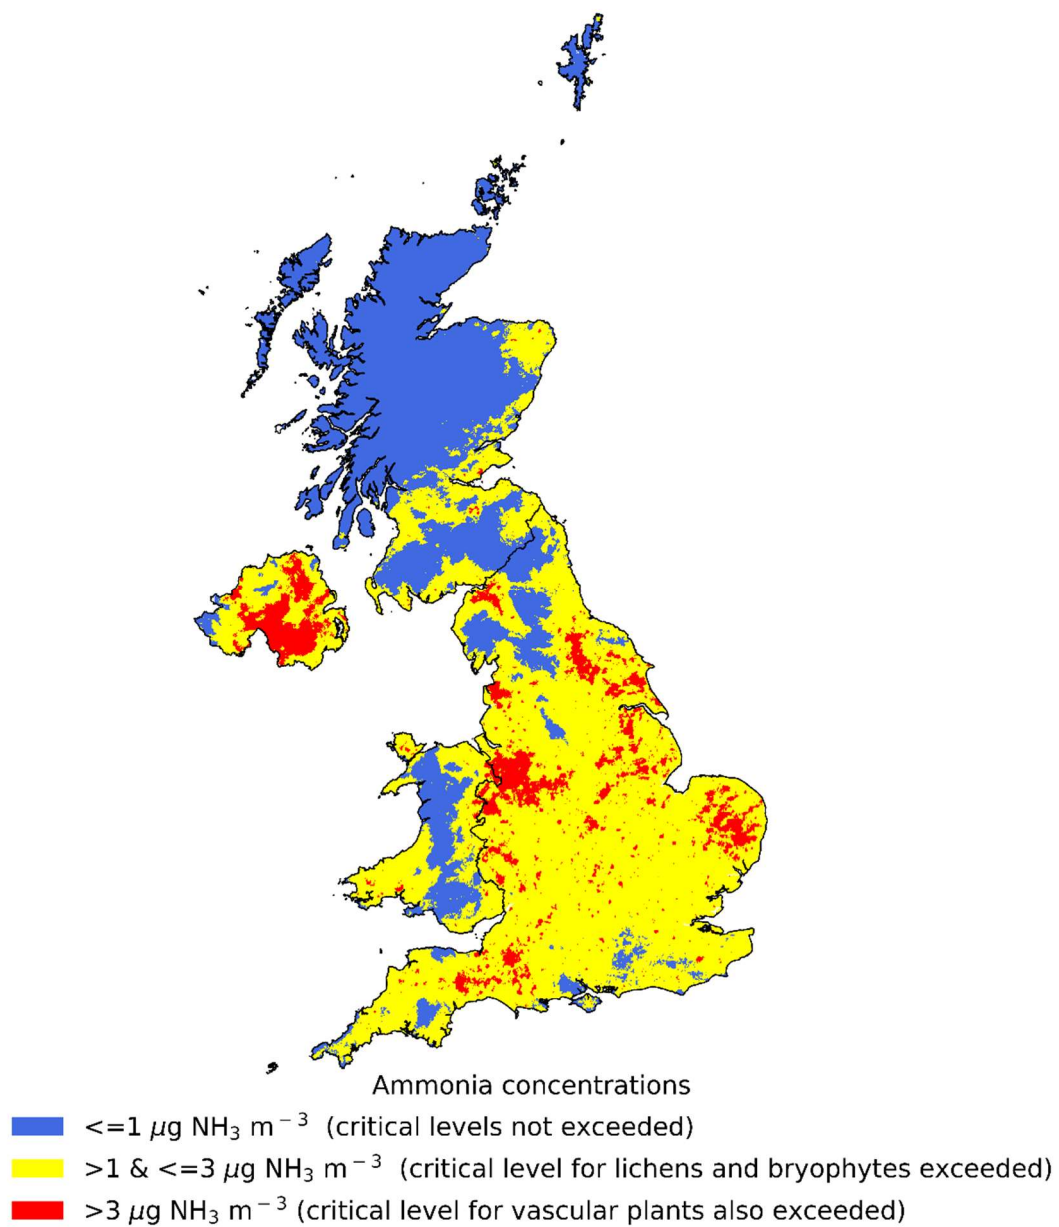 Ammonia concentrations
<=1 μg NH₃ m⁻³ (critical levels not exceeded)
>1 & <=3 μg NH₃ m⁻³ (critical level for lichens and bryophytes exceeded)
>3 μg NH₃ m⁻³ (critical level for vascular plants also exceeded)